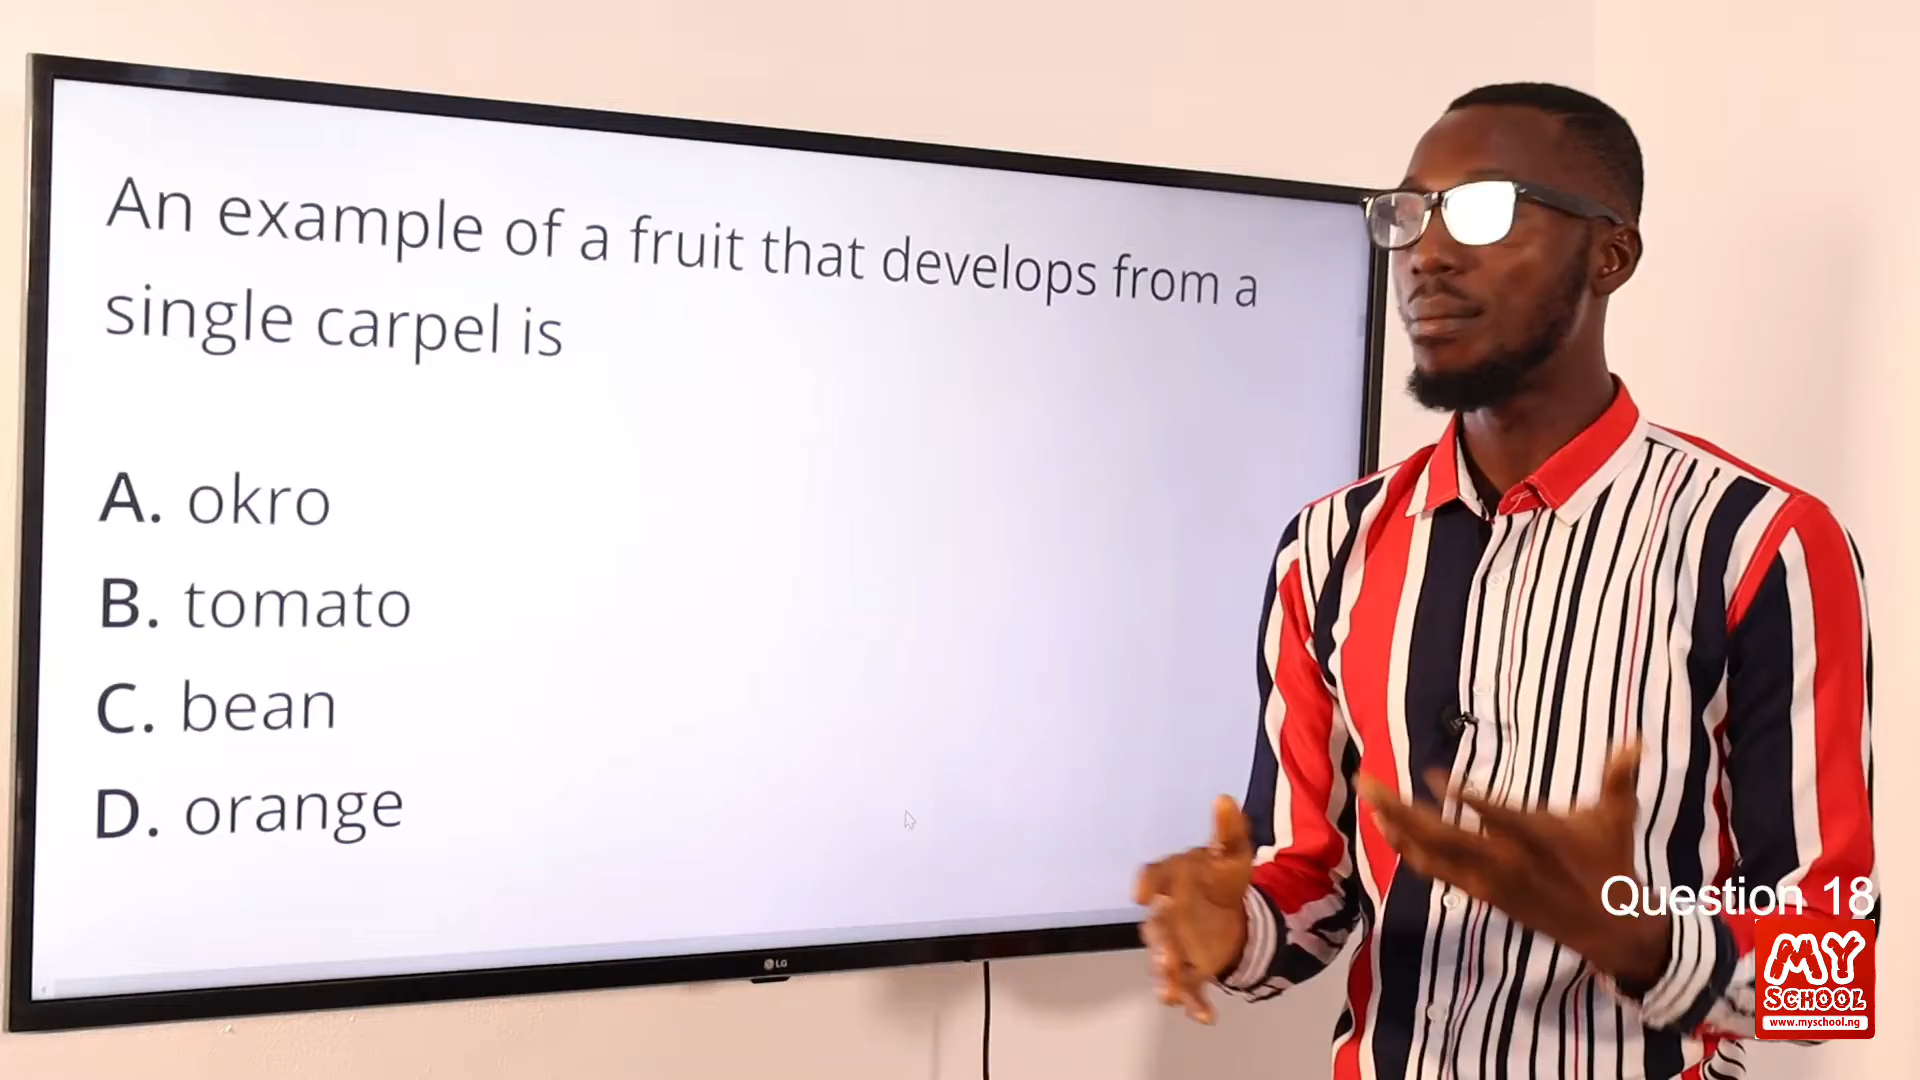 An example of a fruit that develops from a
single carpel is
A. okro
B. tomato
C. bean
D. orange
LG
Question 18
MY
SCHOOL
www.myschool.ng